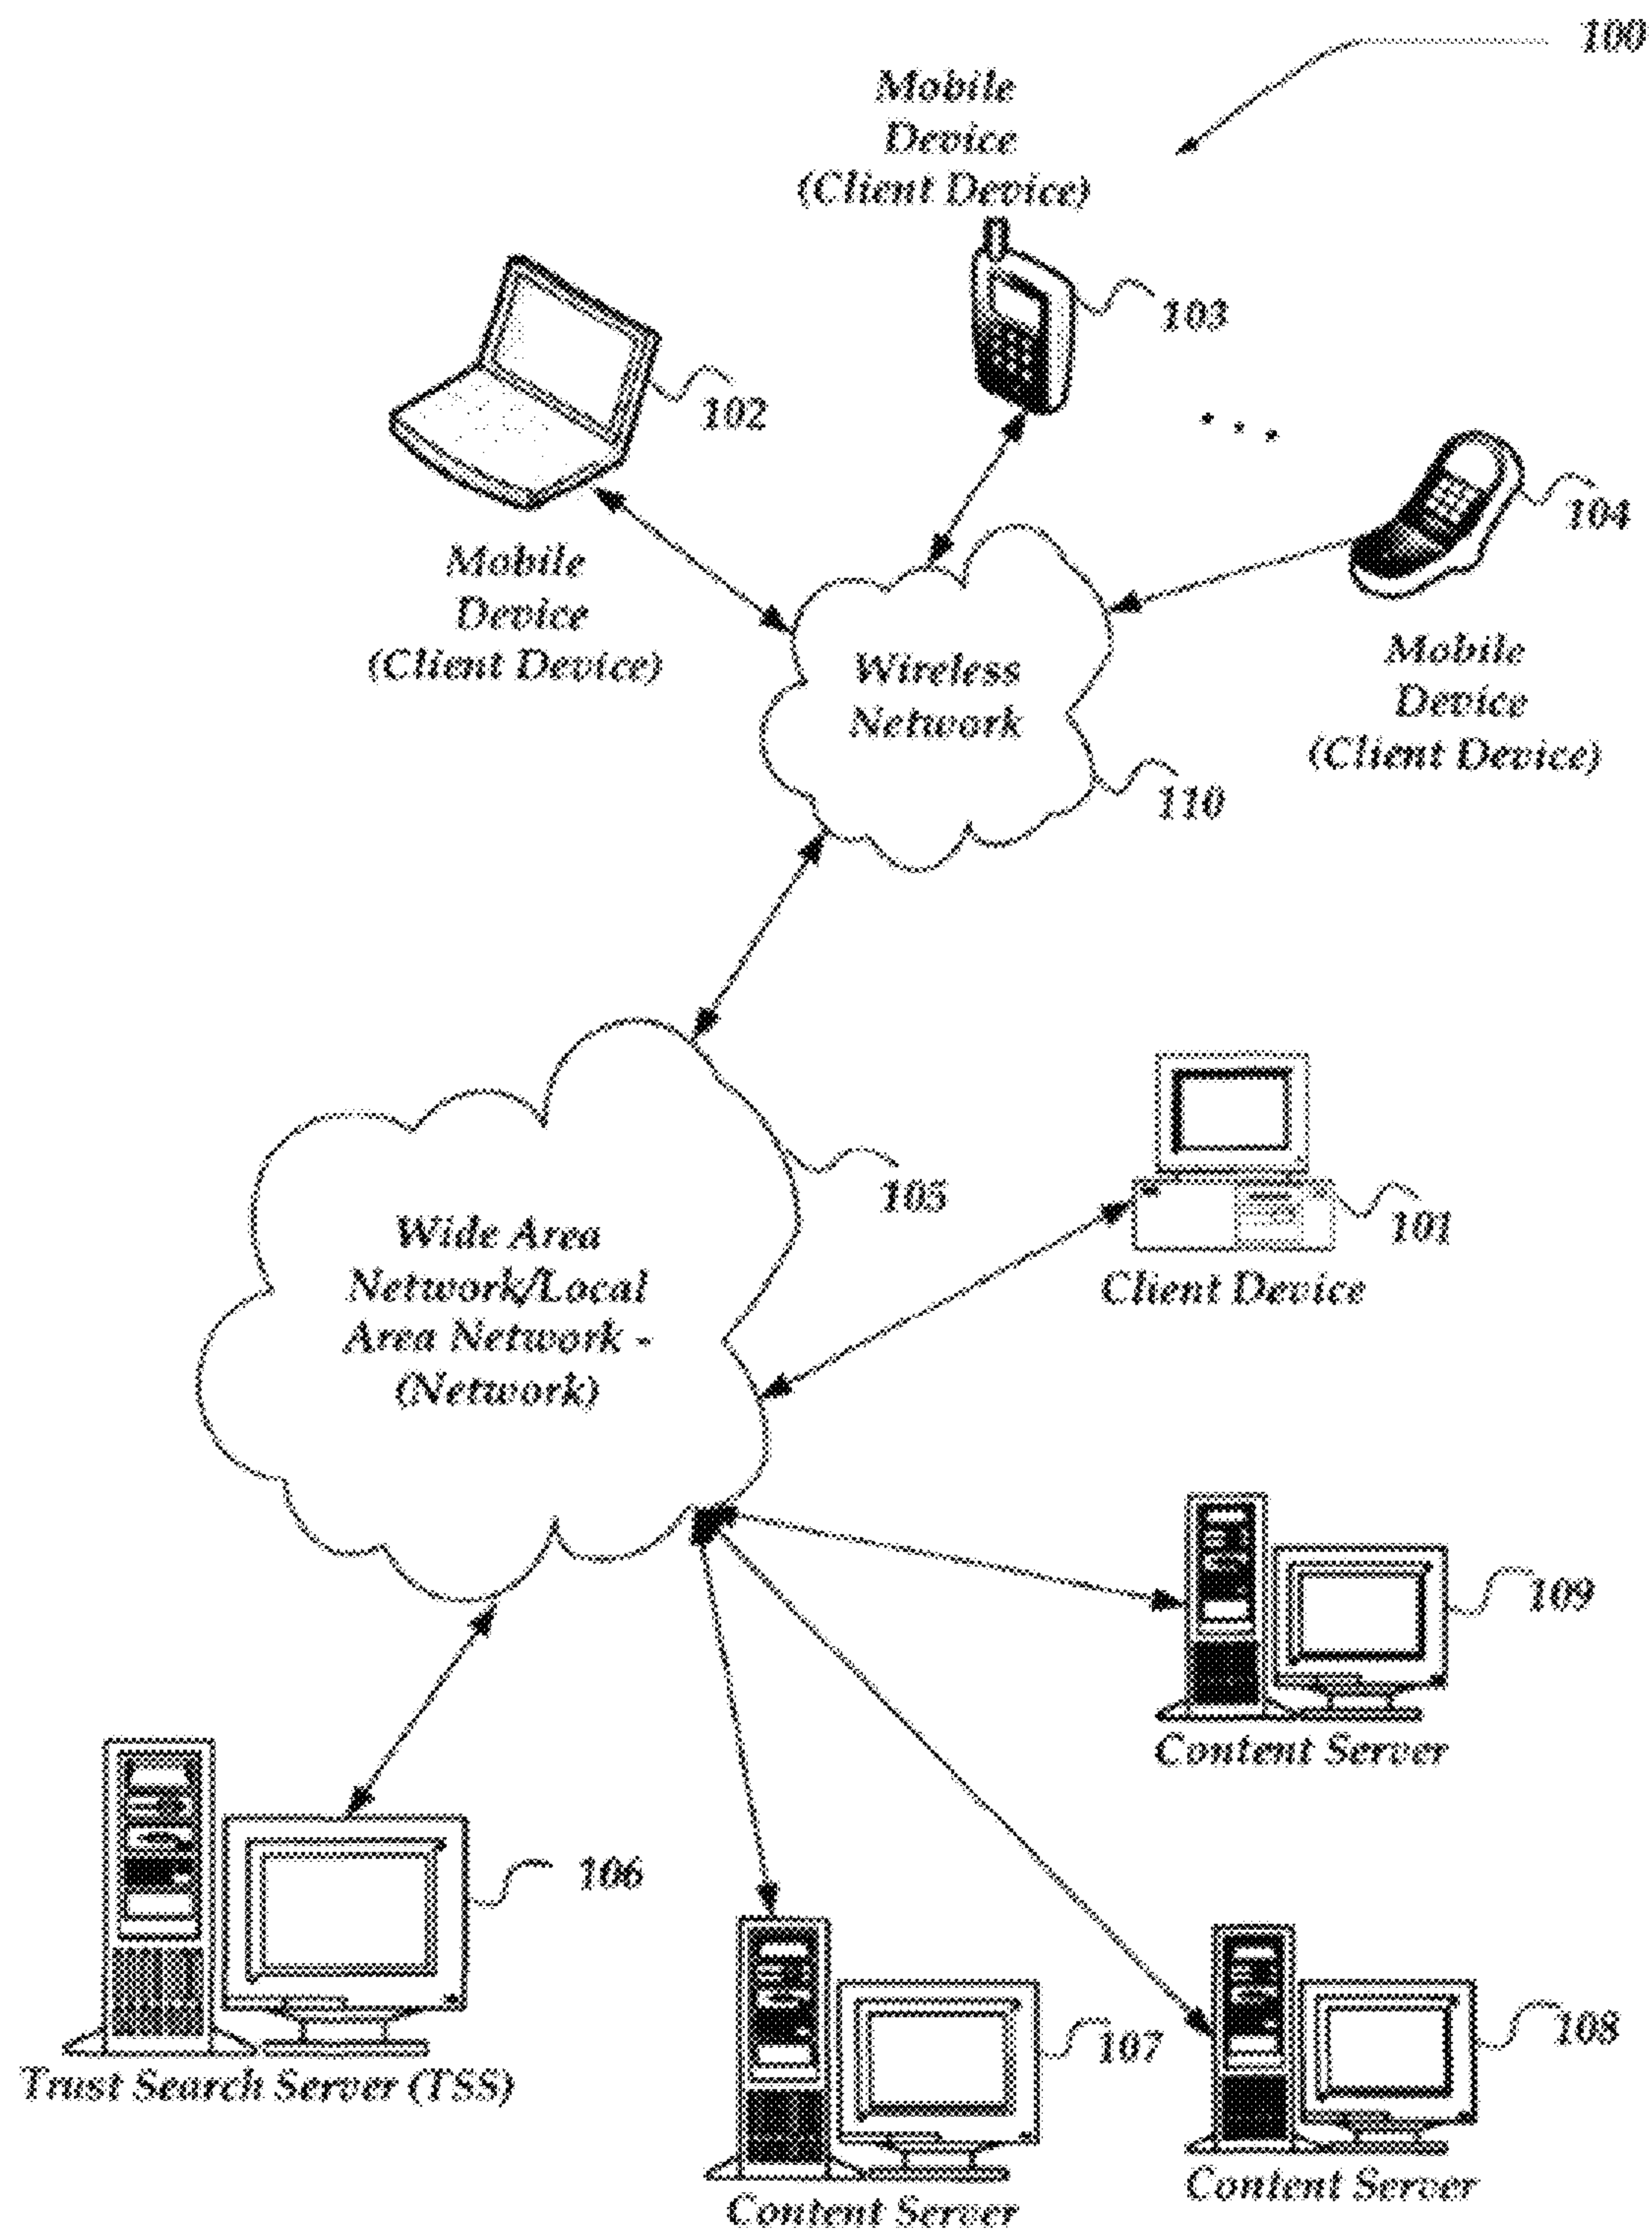 100
Mobile
Device
(Client Device)
103
102
104
Mobile
Device
(Client Device)
Wireless
Network
Mobile
Device
(Client Device)
110
105
101
Wide Area
Network/Local
Area Network -
(Network)
Client Device
109
Content Server
106
107
108
Trust Search Server (TSS)
Content Server
Content Server